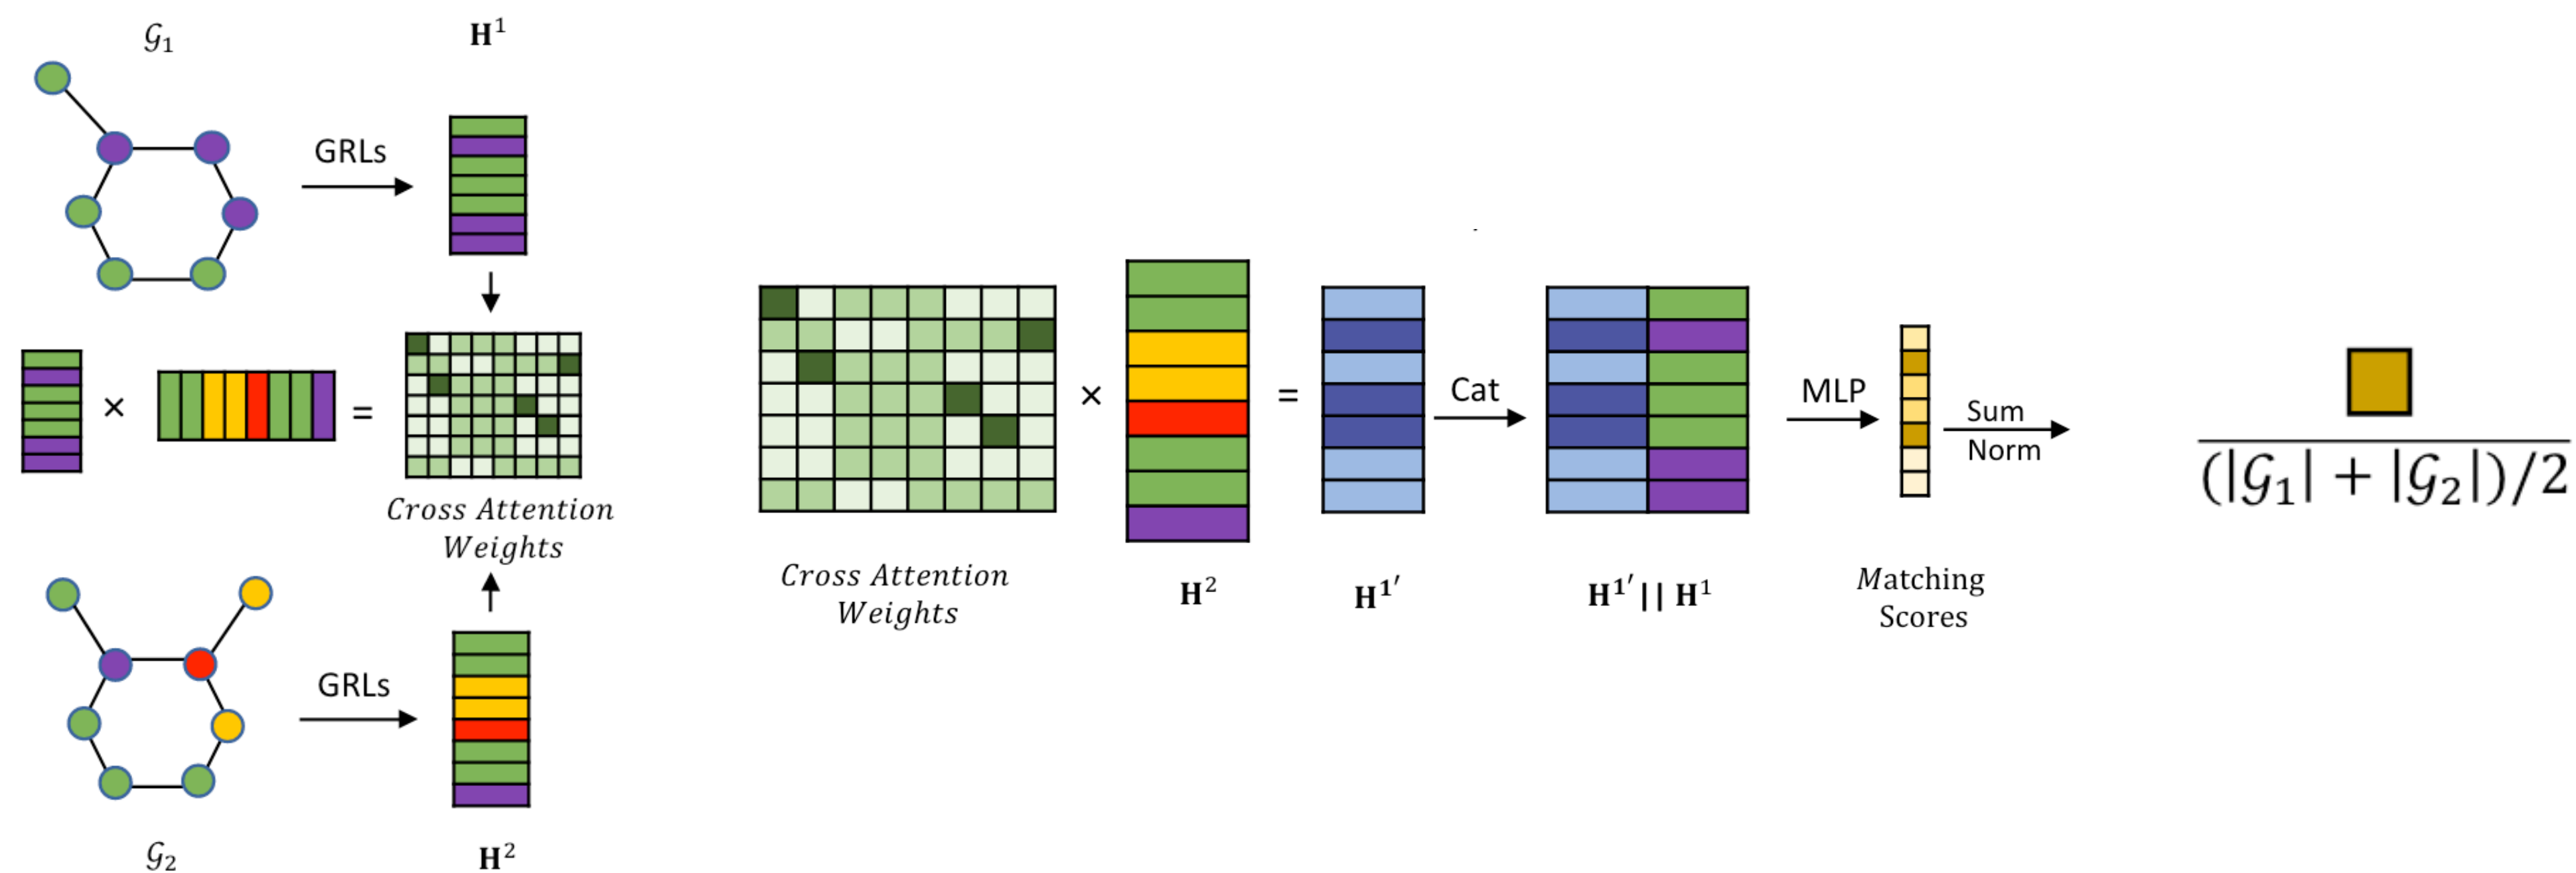 𝒢₁
H¹
GRLs
×
=
Cross Attention
Weights
GRLs
𝒢₂
H²
Cross Attention
Weights
×
H²
=
H¹′
Cat
H¹′ || H¹
MLP
Matching
Scores
Sum
Norm
(|𝒢₁| + |𝒢₂|)/2